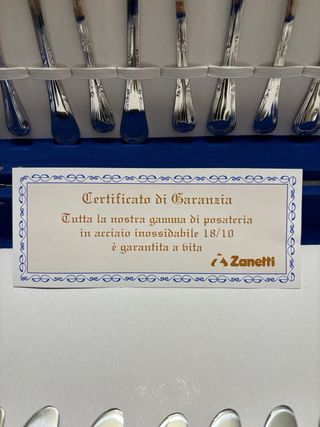 Certificato di Garanzia
Tutta la nostra gamma di posateria
in acciaio inossidabile 18/10
è garantita a vita
Zanetti